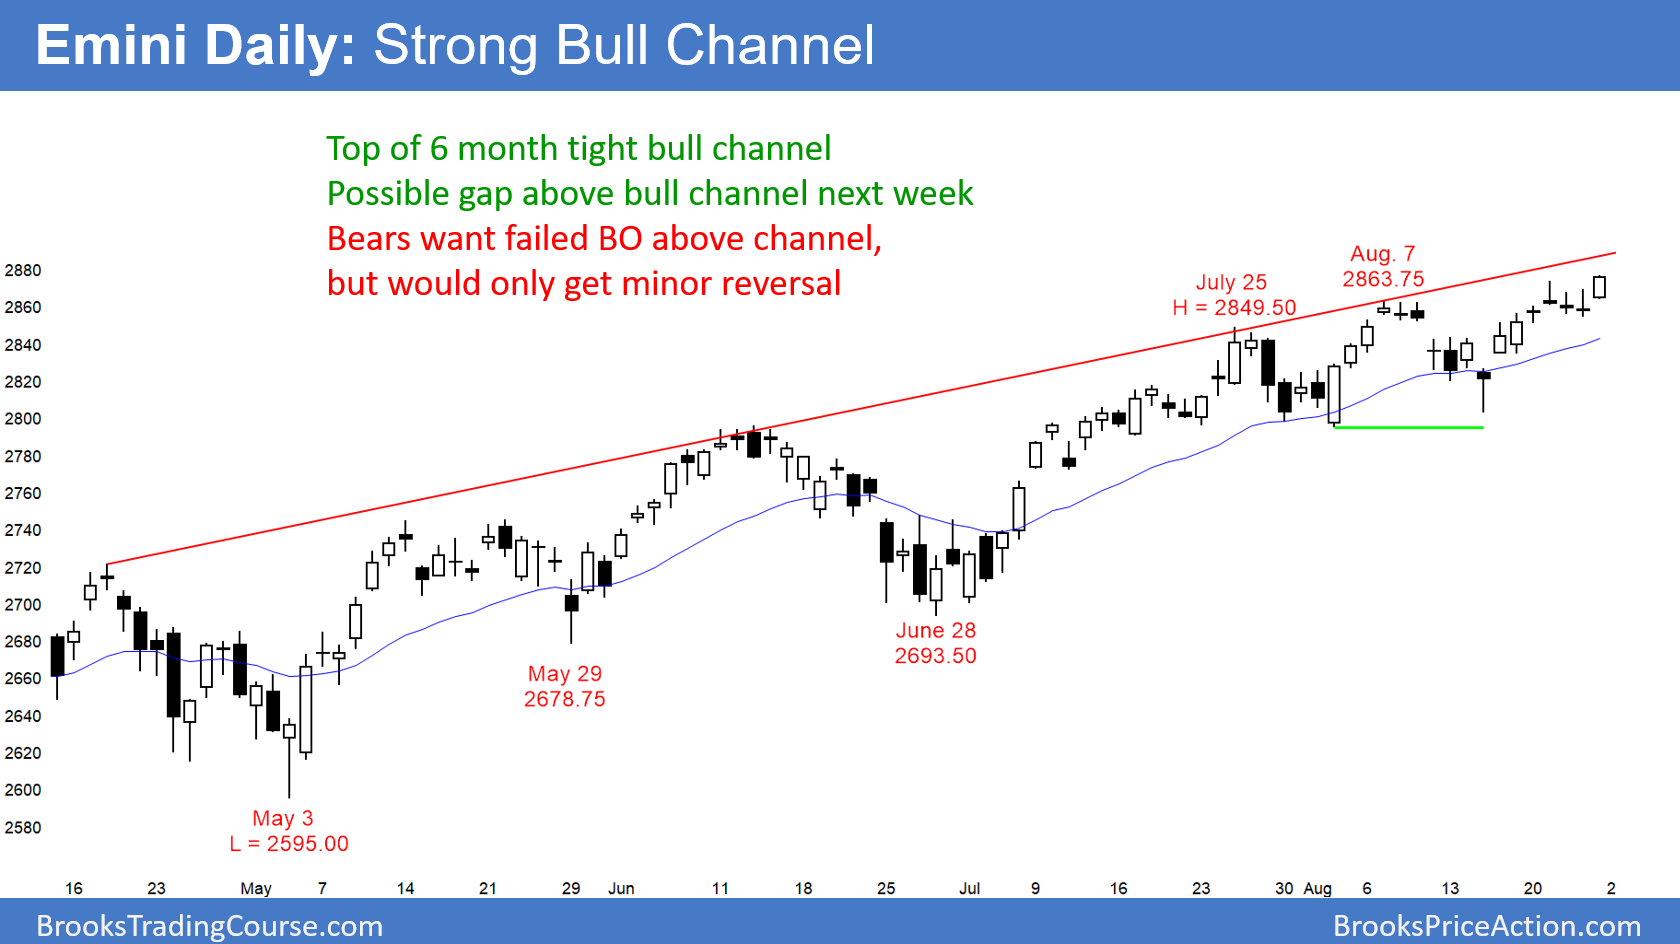 Emini Daily: Strong Bull Channel
Top of 6 month tight bull channel
Possible gap above bull channel next week
Bears want failed BO above channel,
but would only get minor reversal
Aug. 7
2863.75
July 25
H = 2849.50
June 28
2693.50
May 29
2678.75
May 3
L = 2595.00
2880
2860
2840
2820
2800
2780
2760
2740
2720
2700
2680
2660
2640
2620
2600
2580
16 23 May 7 14 21 29 Jun 11 18 25 Jul 9 16 23 30 Aug 6 13 20 2
BrooksTradingCourse.com
BrooksPriceAction.com